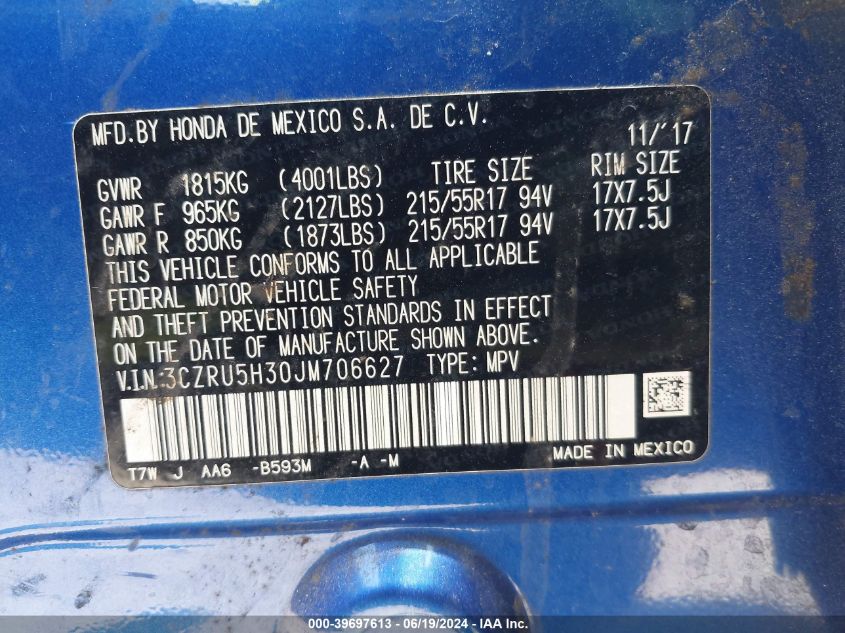 MFD.BY HONDA DE MEXICO S.A. DE C.V.
11/'17
GVWR 1815KG (4001LBS) TIRE SIZE RIM SIZE
GAWR F 965KG (2127LBS) 215/55R17 94V 17X7.5J
GAWR R 850KG (1873LBS) 215/55R17 94V 17X7.5J
THIS VEHICLE CONFORMS TO ALL APPLICABLE
FEDERAL MOTOR VEHICLE SAFETY
AND THEFT PREVENTION STANDARDS IN EFFECT
ON THE DATE OF MANUFACTURE SHOWN ABOVE.
V.I.N: 3CZRU5H30JM706627 TYPE: MPV
T7W J AA6 -B593M -A -M MADE IN MEXICO
000-39697613 - 06/19/2024 - IAA Inc.